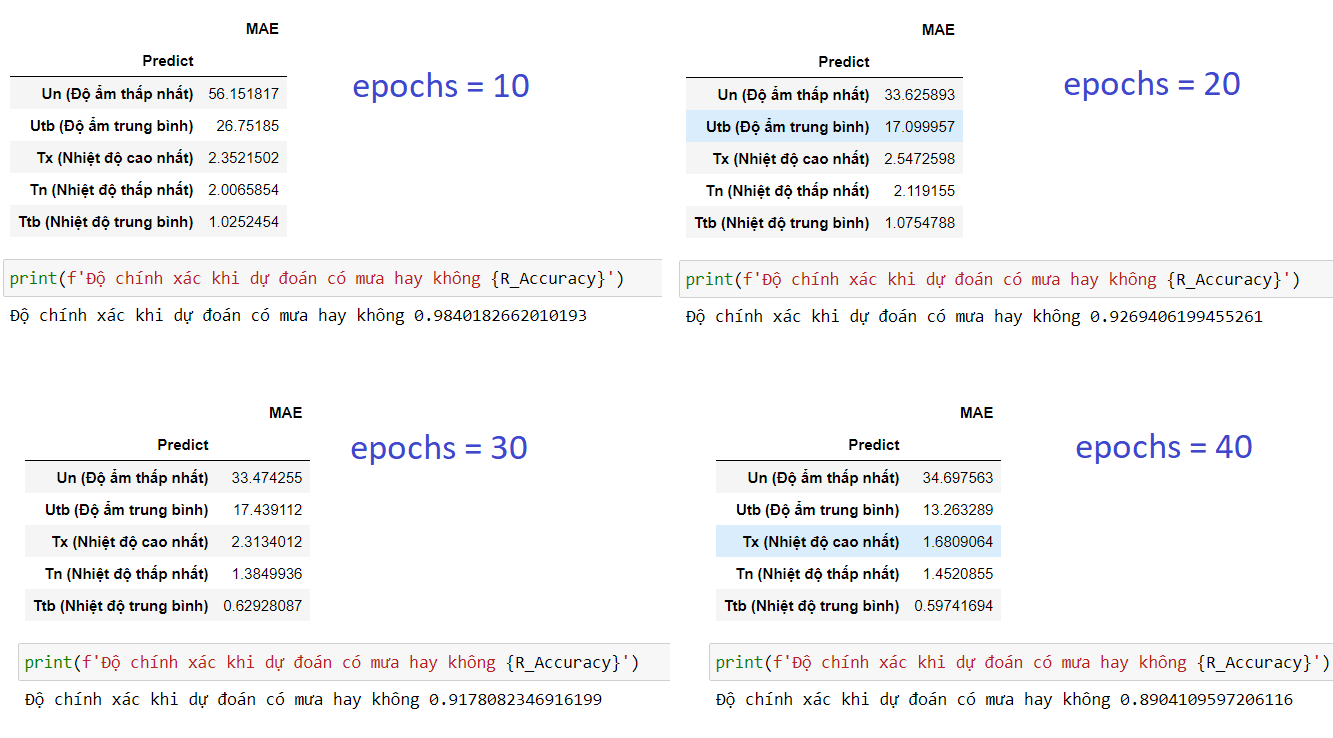 MAE
Predict
Un (Độ ẩm thấp nhất) 56.151817
Utb (Độ ẩm trung bình) 26.75185
Tx (Nhiệt độ cao nhất) 2.3521502
Tn (Nhiệt độ thấp nhất) 2.0065854
Ttb (Nhiệt độ trung bình) 1.0252454
epochs = 10
print(f'Độ chính xác khi dự đoán có mưa hay không {R_Accuracy}')
Độ chính xác khi dự đoán có mưa hay không 0.9840182662010193
MAE
Predict
Un (Độ ẩm thấp nhất) 33.625893
Utb (Độ ẩm trung bình) 17.099957
Tx (Nhiệt độ cao nhất) 2.5472598
Tn (Nhiệt độ thấp nhất) 2.119155
Ttb (Nhiệt độ trung bình) 1.0754788
epochs = 20
print(f'Độ chính xác khi dự đoán có mưa hay không {R_Accuracy}')
Độ chính xác khi dự đoán có mưa hay không 0.9269406199455261
MAE
Predict
Un (Độ ẩm thấp nhất) 33.474255
Utb (Độ ẩm trung bình) 17.439112
Tx (Nhiệt độ cao nhất) 2.3134012
Tn (Nhiệt độ thấp nhất) 1.3849936
Ttb (Nhiệt độ trung bình) 0.62928087
epochs = 30
print(f'Độ chính xác khi dự đoán có mưa hay không {R_Accuracy}')
Độ chính xác khi dự đoán có mưa hay không 0.9178082346916199
MAE
Predict
Un (Độ ẩm thấp nhất) 34.697563
Utb (Độ ẩm trung bình) 13.263289
Tx (Nhiệt độ cao nhất) 1.6809064
Tn (Nhiệt độ thấp nhất) 1.4520855
Ttb (Nhiệt độ trung bình) 0.59741694
epochs = 40
print(f'Độ chính xác khi dự đoán có mưa hay không {R_Accuracy}')
Độ chính xác khi dự đoán có mưa hay không 0.8904109597206116